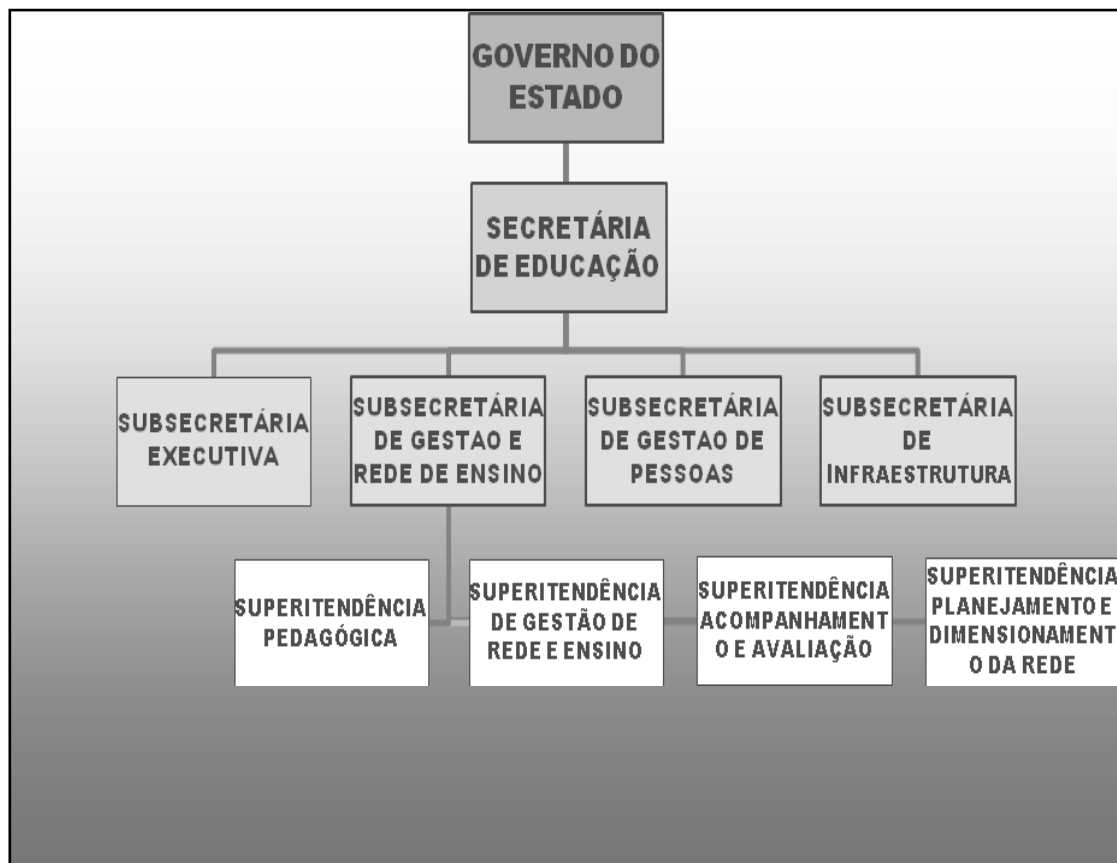 GOVERNO DO
ESTADO
SECRETÁRIA
DE EDUCAÇÃO
SUBSECRETÁRIA
EXECUTIVA
SUBSECRETÁRIA
DE GESTAO E
REDE DE ENSINO
SUBSECRETÁRIA
DE GESTAO DE
PESSOAS
SUBSECRETÁRIA
DE
INFRAESTRUTURA
SUPERITENDÊNCIA
PEDAGÓGICA
SUPERITENDÊNCIA
DE GESTÃO DE
REDE E ENSINO
SUPERITENDÊNCIA
ACOMPANHAMENT
O E AVALIAÇÃO
SUPERITENDÊNCIA
PLANEJAMENTO E
DIMENSIONAMENT
O DA REDE